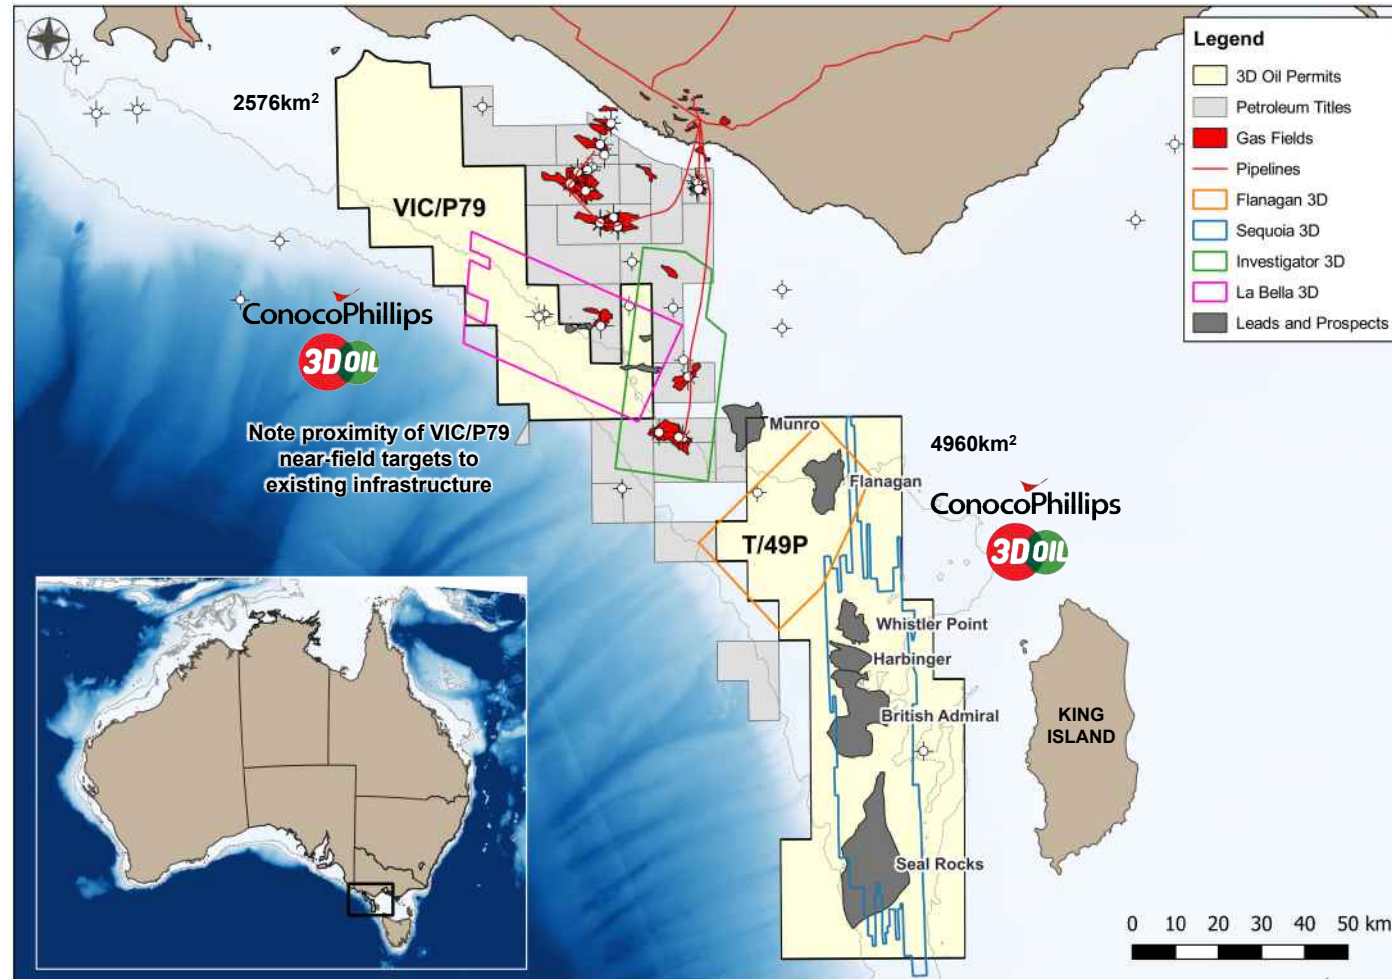 2576km²
VIC/P79
ConocoPhillips
3D OIL
Note proximity of VIC/P79
near-field targets to
existing infrastructure
Legend
3D Oil Permits
Petroleum Titles
Gas Fields
Pipelines
Flanagan 3D
Sequoia 3D
Investigator 3D
La Bella 3D
Leads and Prospects
Munro
4960km²
Flanagan
ConocoPhillips
3D OIL
T/49P
Whistler Point
Harbinger
British Admiral
KING
ISLAND
Seal Rocks
0 10 20 30 40 50 km